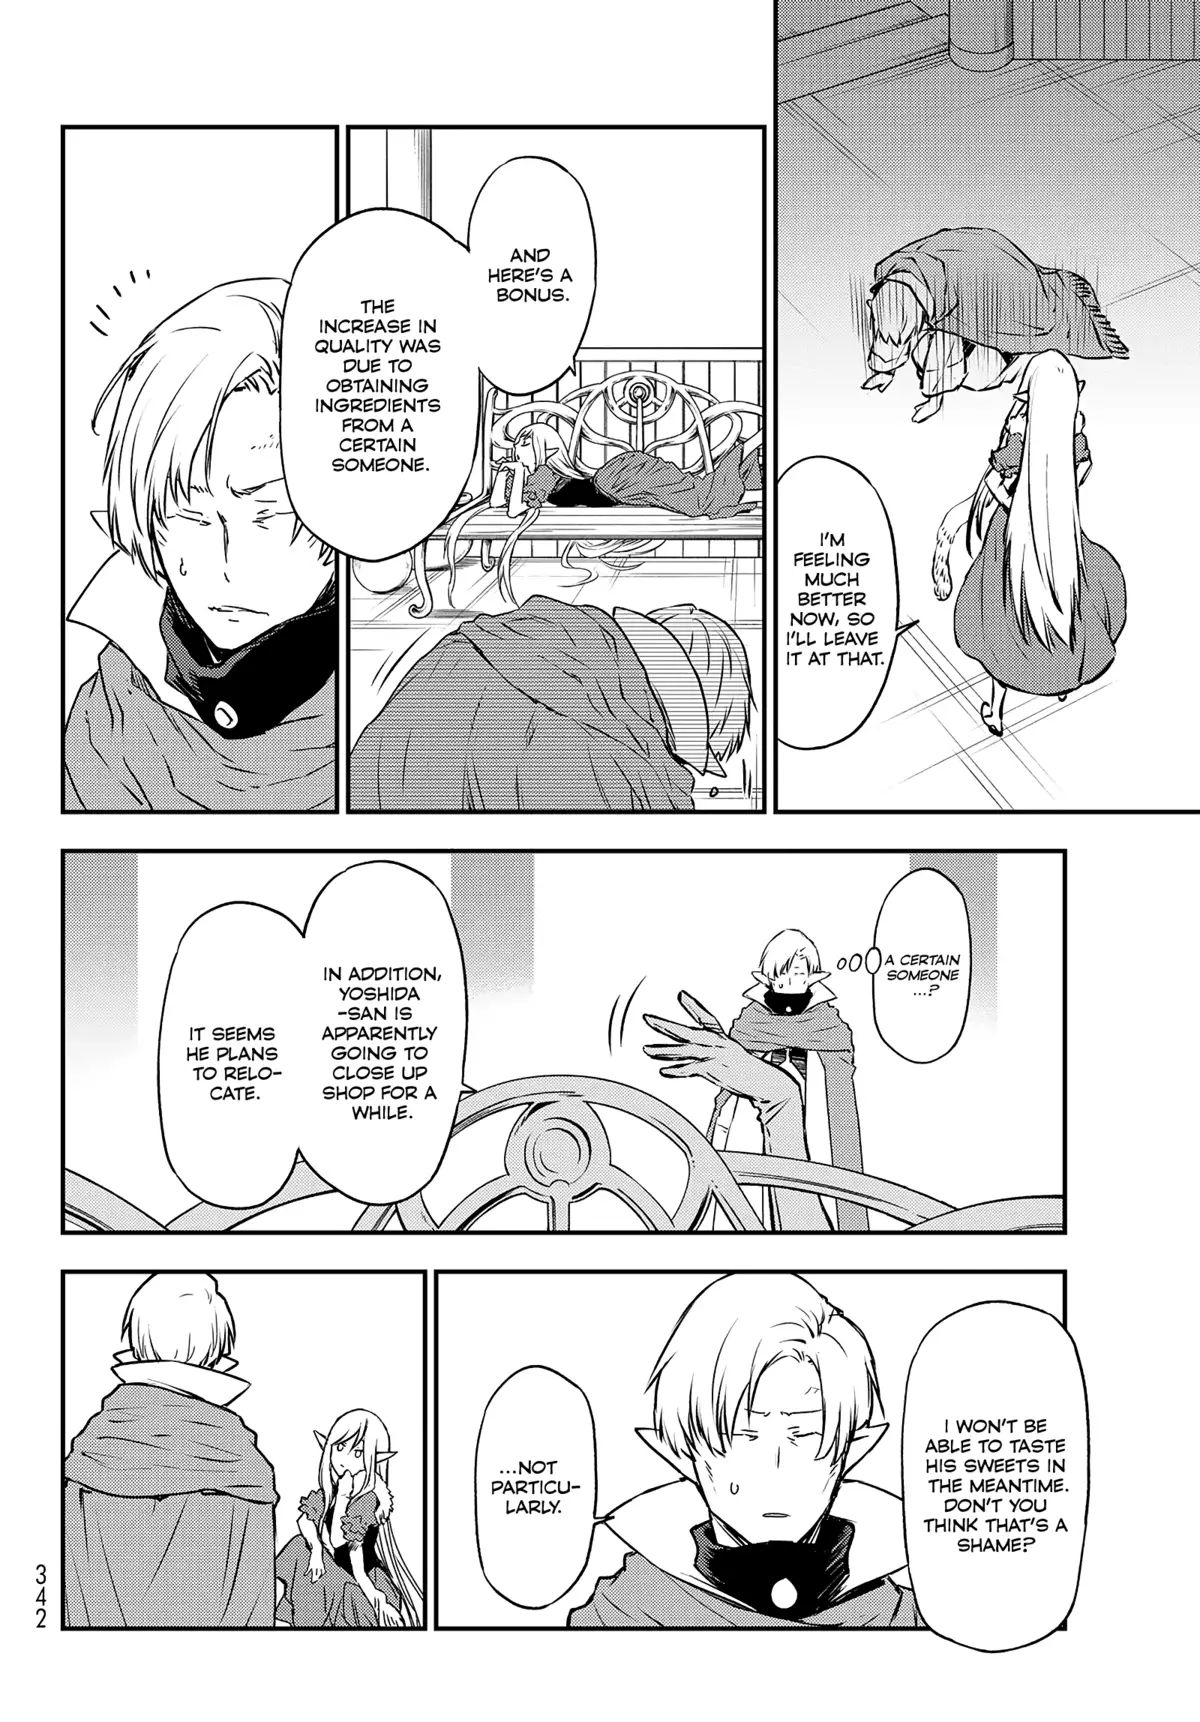 I'M
FEELING
MUCH
BETTER
NOW, SO
I'LL LEAVE
IT AT THAT.
AND
HERE'S A
BONUS.
THE
INCREASE IN
QUALITY WAS
DUE TO
OBTAINING
INGREDIENTS
FROM A
CERTAIN
SOMEONE.
A CERTAIN
SOMEONE
...?
IN ADDITION,
YOSHIDA
-SAN IS
APPARENTLY
GOING TO
CLOSE UP
SHOP FOR A
WHILE.
IT SEEMS
HE PLANS
TO RELO-
CATE.
I WON'T BE
ABLE TO TASTE
HIS SWEETS IN
THE MEANTIME.
DON'T YOU
THINK THAT'S A
SHAME?
...NOT
PARTICU-
LARLY.
342